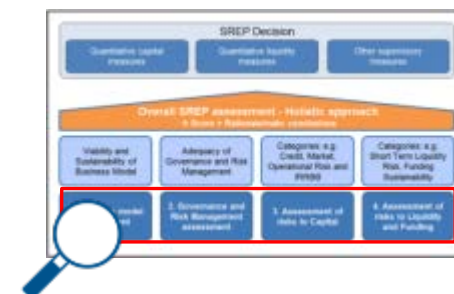 SREP Decision
Quantitative capital
measures
Quantitative liquidity
measures
Other supervisory
measures
Overall SREP assessment - Holistic approach
Viability and
Sustainability of
Business Model
Adequacy of
Governance and Risk
Management
Categories: e.g.
Credit, Market,
Operational Risk and
IRRBB
Categories: e.g.
Short Term Liquidity
Risk, Funding
Sustainability
model
2. Governance and
Risk Management
assessment
3. Assessment of
risks to Capital
4. Assessment of
risks to Liquidity
and Funding